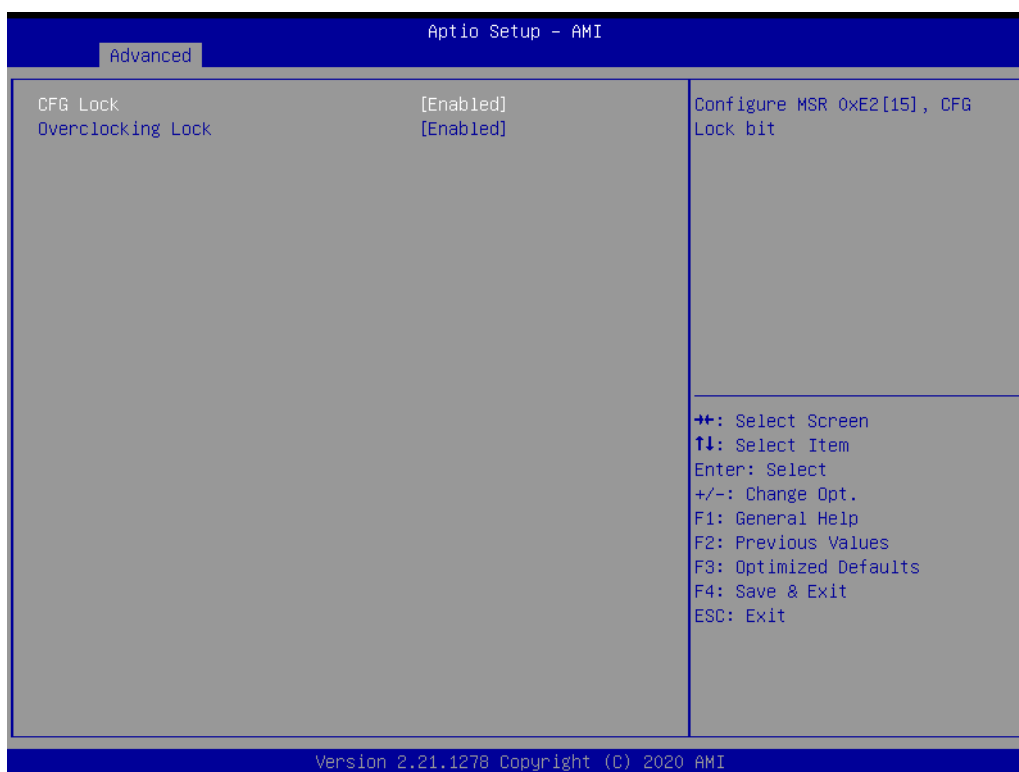 Aptio Setup – AMI
Advanced
CFG Lock [Enabled]
Overclocking Lock [Enabled]
Configure MSR 0xE2[15], CFG
Lock bit
→←: Select Screen
↑↓: Select Item
Enter: Select
+/-: Change Opt.
F1: General Help
F2: Previous Values
F3: Optimized Defaults
F4: Save & Exit
ESC: Exit
Version 2.21.1278 Copyright (C) 2020 AMI